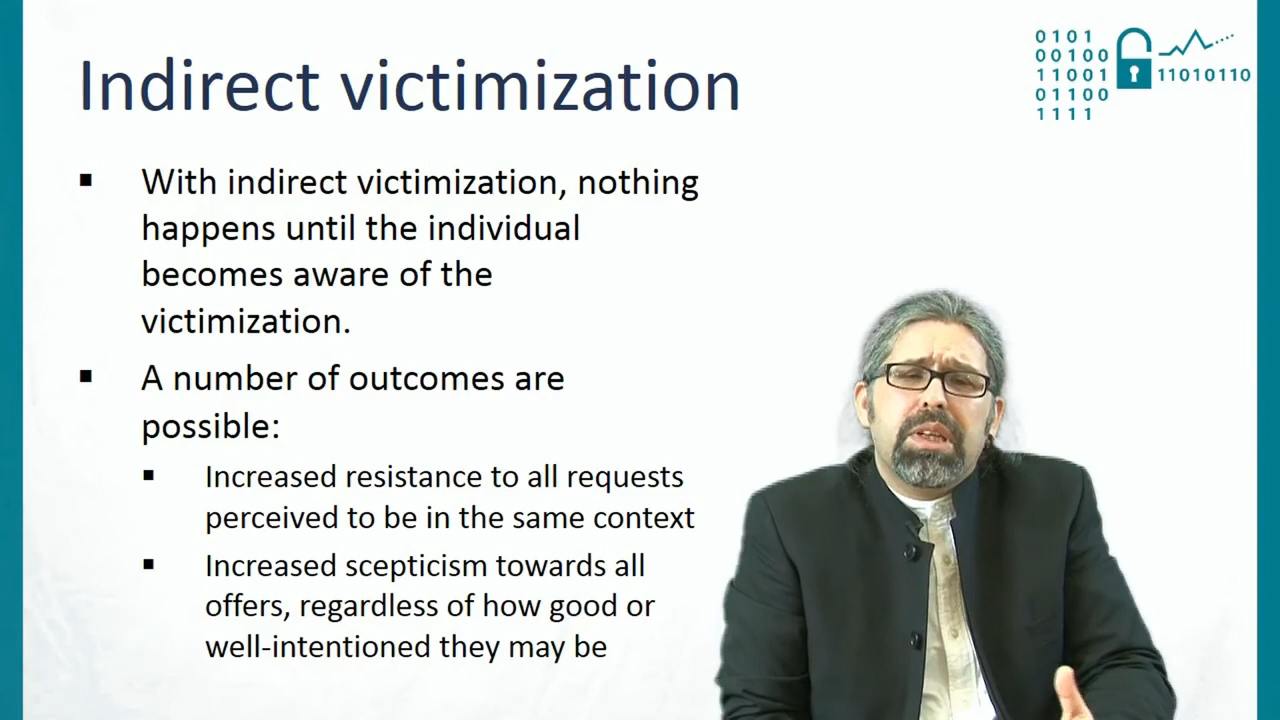 Indirect victimization
0101
00100
11001
01100
1111
11010110
▪ With indirect victimization, nothing
happens until the individual
becomes aware of the
victimization.
▪ A number of outcomes are
possible:
▪ Increased resistance to all requests
perceived to be in the same context
▪ Increased scepticism towards all
offers, regardless of how good or
well-intentioned they may be